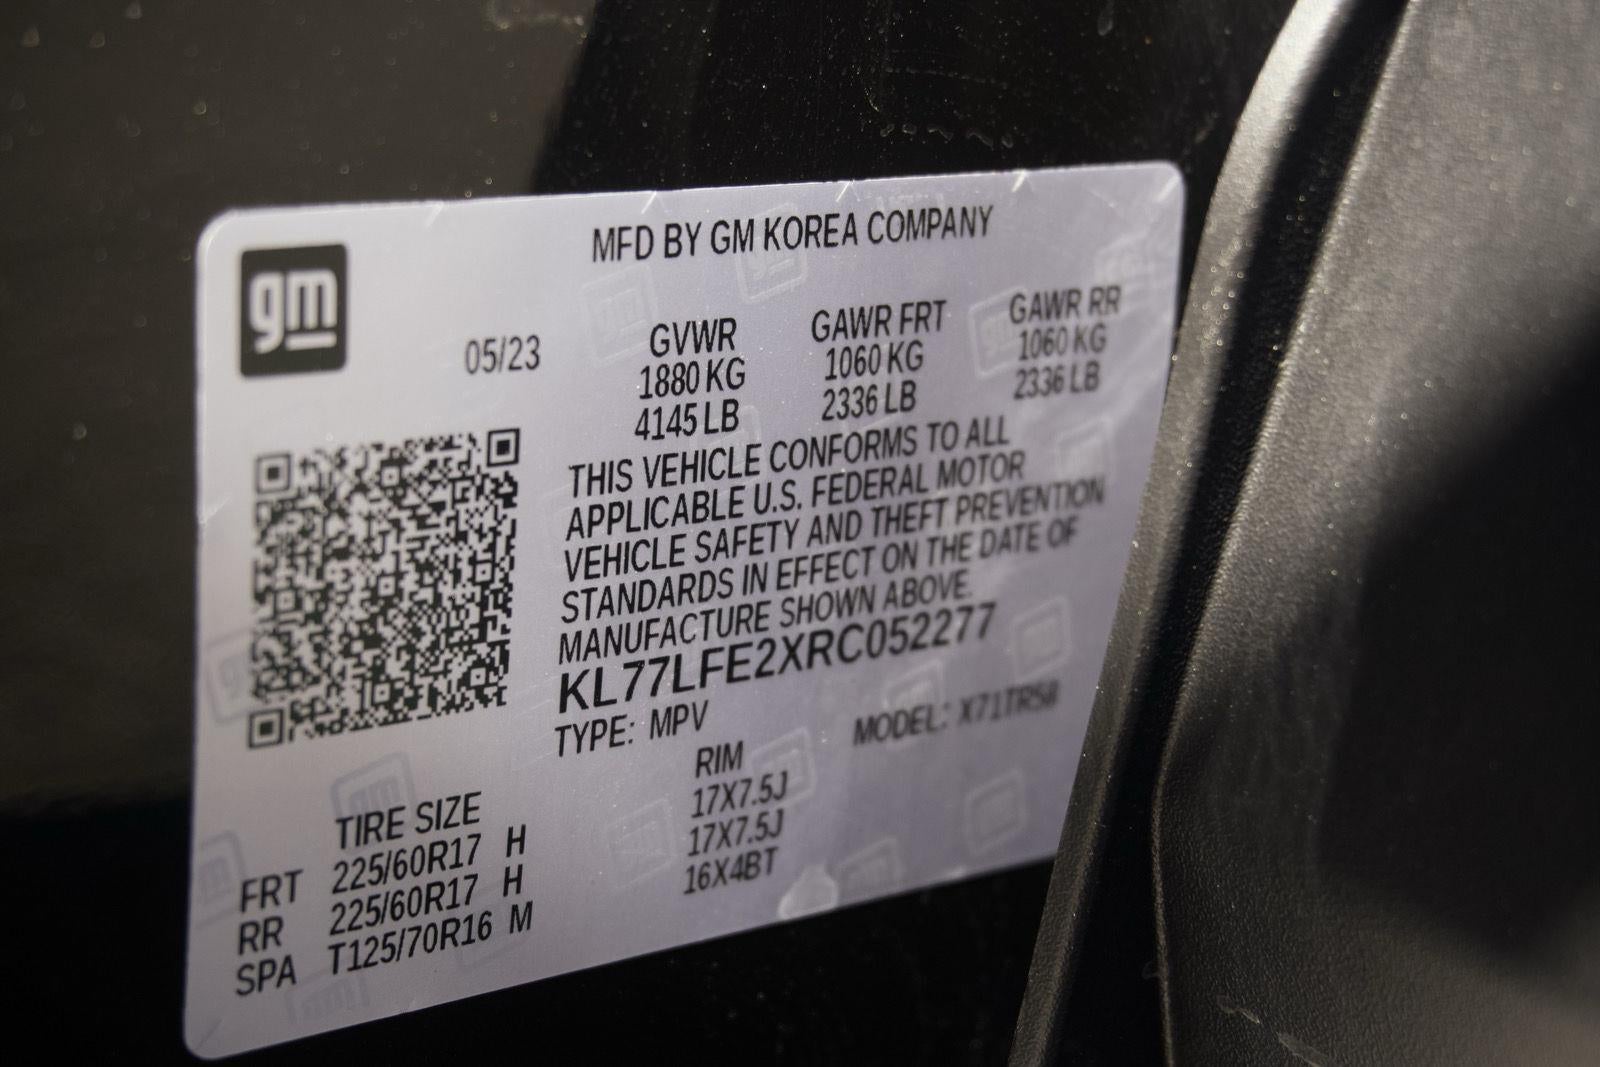 gm
MFD BY GM KOREA COMPANY
05/23
GVWR GAWR FRT GAWR RR
1880 KG 1060 KG 1060 KG
4145 LB 2336 LB 2336 LB
THIS VEHICLE CONFORMS TO ALL
APPLICABLE U.S. FEDERAL MOTOR
VEHICLE SAFETY AND THEFT PREVENTION
STANDARDS IN EFFECT ON THE DATE OF
MANUFACTURE SHOWN ABOVE.
KL77LFE2XRC052277
TYPE: MPV MODEL: X71TR58
TIRE SIZE RIM
FRT 225/60R17 H 17X7.5J
RR 225/60R17 H 17X7.5J
SPA T125/70R16 M 16X4BT